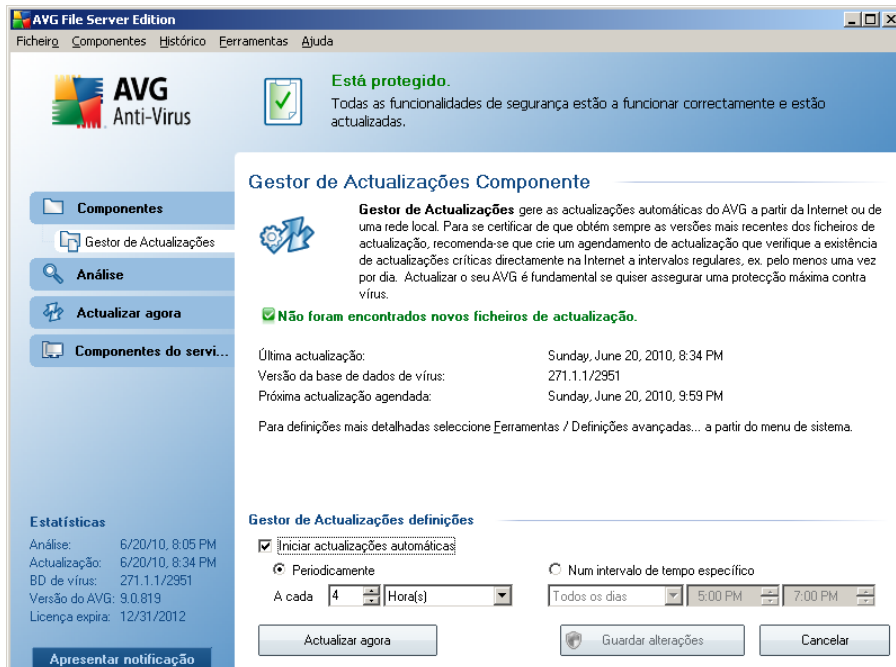 AVG File Server Edition
Ficheiro Componentes Histórico Ferramentas Ajuda
AVG
Anti-Virus
Está protegido.
Todas as funcionalidades de segurança estão a funcionar correctamente e estão
actualizadas.
Componentes
Gestor de Actualizações
Análise
Actualizar agora
Componentes do servi...
Estatísticas
Análise: 6/20/10, 8:05 PM
Actualização: 6/20/10, 8:34 PM
BD de vírus: 271.1.1/2951
Versão do AVG: 9.0.819
Licença expira: 12/31/2012
Apresentar notificação
Gestor de Actualizações Componente
Gestor de Actualizações gere as actualizações automáticas do AVG a partir da Internet ou de
uma rede local. Para se certificar de que obtém sempre as versões mais recentes dos ficheiros de
actualização, recomenda-se que crie um agendamento de actualização que verifique a existência
de actualizações críticas directamente na Internet a intervalos regulares, ex. pelo menos uma vez
por dia. Actualizar o seu AVG é fundamental se quiser assegurar uma protecção máxima contra
vírus.
Não foram encontrados novos ficheiros de actualização.
Última actualização: Sunday, June 20, 2010, 8:34 PM
Versão da base de dados de vírus: 271.1.1/2951
Próxima actualização agendada: Sunday, June 20, 2010, 9:59 PM
Para definições mais detalhadas seleccione Ferramentas / Definições avançadas... a partir do menu de sistema.
Gestor de Actualizações definições
Iniciar actualizações automáticas
Periodicamente Num intervalo de tempo específico
A cada 4 Hora(s) Todos os dias 5:00 PM 7:00 PM
Actualizar agora Guardar alterações Cancelar